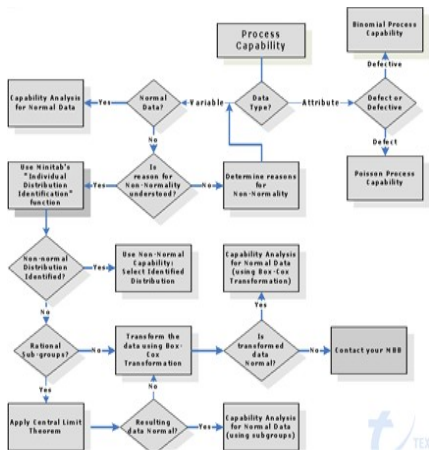 Process
Capability
Binomial Process
Capability
Defective
Capability Analysis
for Normal Data
Yes
Normal
Data?
Variable
Data
Type?
Attribute
Defect or
Defective
No
Defect
Use Minitab's
"Individual
Distribution
Identification"
function
Yes
Is
reason for
Non-Normality
understood?
No
Determine reasons
for
Non-Normality
Poisson Process
Capability
Non-normal
Distribution
Identified?
Yes
Use Non-Normal
Capability:
Select Identified
Distribution
Capability Analysis
for Normal Data
(using Box-Cox
Transformation)
No
Yes
Rational
Sub-groups?
No
Transform the
data using Box-
Cox
Transformation
Is
transformed
data
Normal?
No
Contact your MBB
Yes
No
Apply Central Limit
Theorem
Resulting
data Normal?
Yes
Capability Analysis
for Normal Data
(using subgroups)
TEX